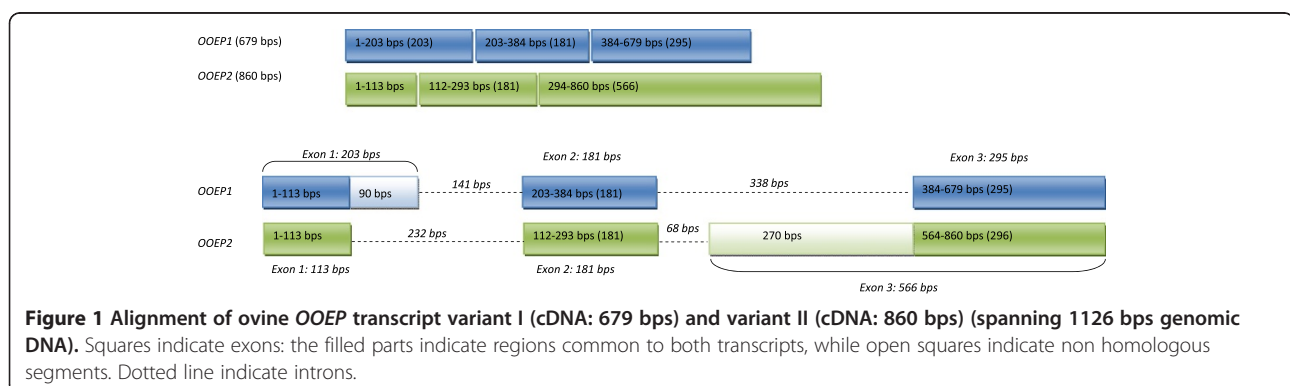 OOEP1 (679 bps)
1-203 bps (203) 203-384 bps (181) 384-679 bps (295)
OOEP2 (860 bps)
1-113 bps 112-293 bps (181) 294-860 bps (566)
Exon 1: 203 bps Exon 2: 181 bps Exon 3: 295 bps
OOEP1 1-113 bps 90 bps 141 bps 203-384 bps (181) 338 bps 384-679 bps (295)
OOEP2 1-113 bps 232 bps 112-293 bps (181) 68 bps 270 bps 564-860 bps (296)
Exon 1: 113 bps Exon 2: 181 bps
Exon 3: 566 bps
Figure 1 Alignment of ovine OOEP transcript variant I (cDNA: 679 bps) and variant II (cDNA: 860 bps) (spanning 1126 bps genomic
DNA). Squares indicate exons: the filled parts indicate regions common to both transcripts, while open squares indicate non homologous
segments. Dotted line indicate introns.